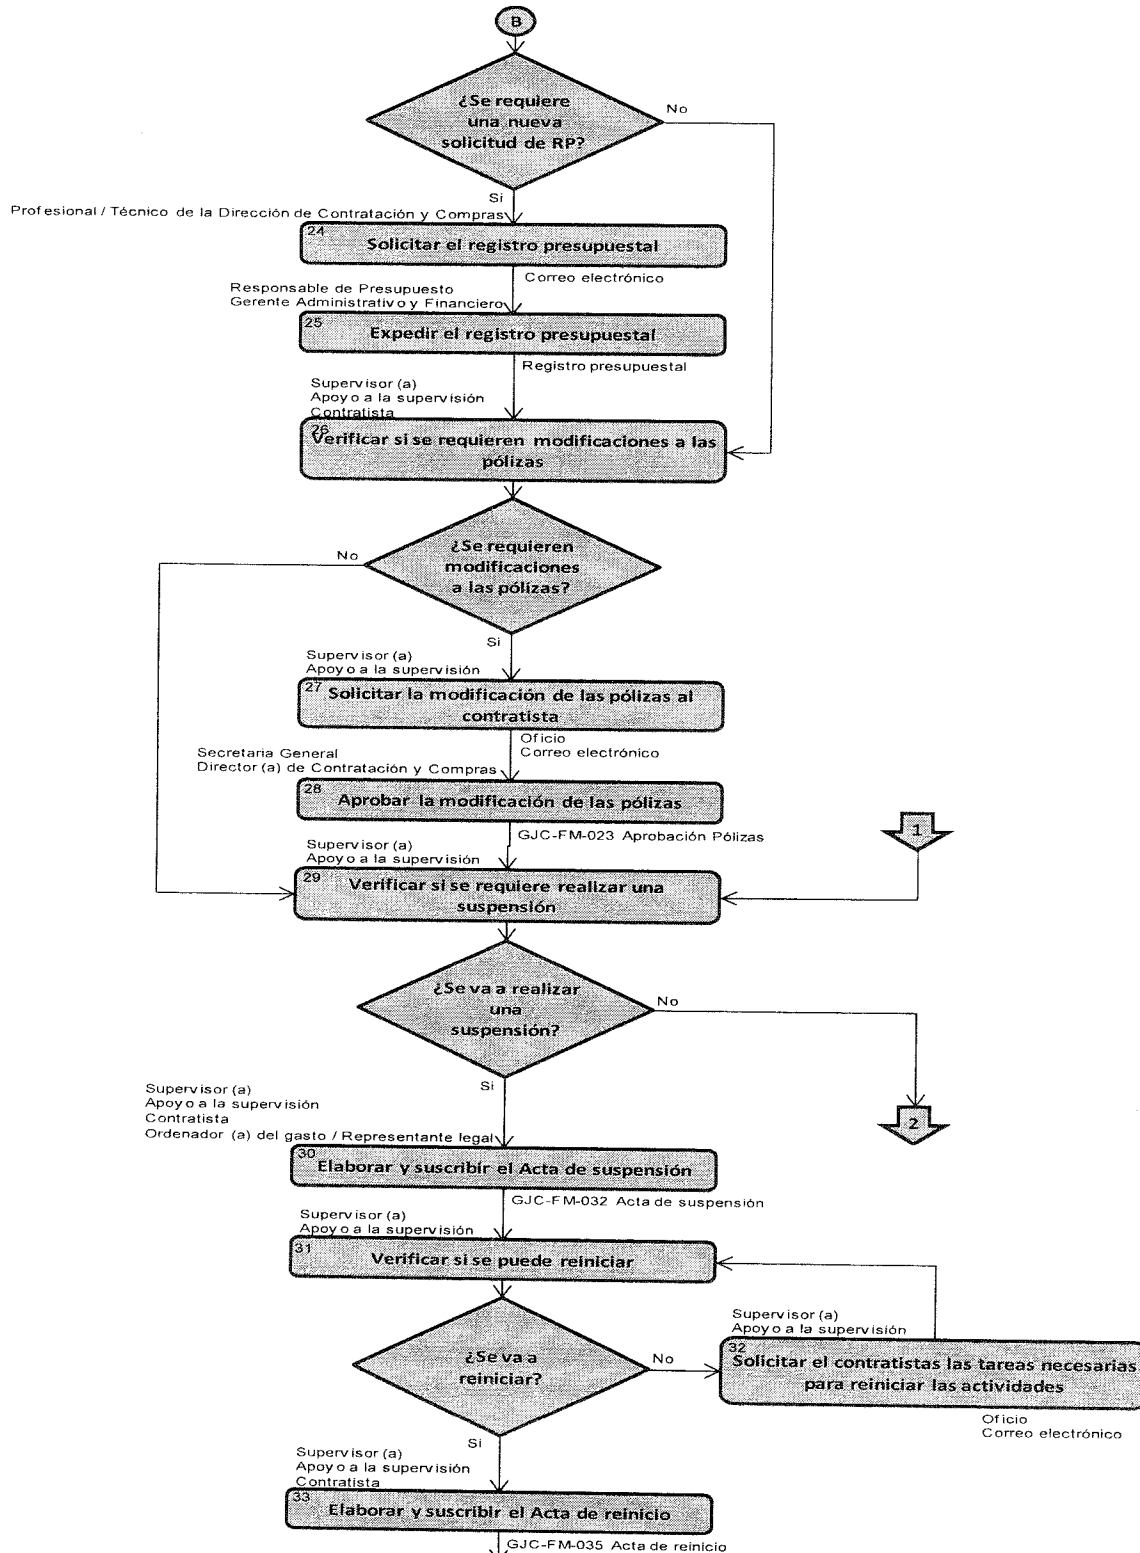 B
¿Se requiere
una nueva
solicitud de RP?
No
Sí
Profesional / Técnico de la Dirección de Contratación y Compras
24
Solicitar el registro presupuestal
Correo electrónico
Responsable de Presupuesto
Gerente Administrativo y Financiero
25
Expedir el registro presupuestal
Registro presupuestal
Supervisor (a)
Apoyo a la supervisión
Contratista
26
Verificar si se requieren modificaciones a las
pólizas
¿Se requieren
modificaciones
a las pólizas?
No
Sí
Supervisor (a)
Apoyo a la supervisión
27
Solicitar la modificación de las pólizas al
contratista
Oficio
Correo electrónico
Secretaria General
Director (a) de Contratación y Compras
28
Aprobar la modificación de las pólizas
GJC-FM-023 Aprobación Pólizas
1
Supervisor (a)
Apoyo a la supervisión
29
Verificar si se requiere realizar una
suspensión
¿Se va a realizar
una
suspensión?
No
Sí
2
Supervisor (a)
Apoyo a la supervisión
Contratista
Ordenador (a) del gasto / Representante legal
30
Elaborar y suscribir el Acta de suspensión
GJC-FM-032 Acta de suspensión
Supervisor (a)
Apoyo a la supervisión
31
Verificar si se puede reiniciar
¿Se va a
reiniciar?
No
Supervisor (a)
Apoyo a la supervisión
32
Solicitar el contratistas las tareas necesarias
para reiniciar las actividades
Oficio
Correo electrónico
Sí
Supervisor (a)
Apoyo a la supervisión
Contratista
33
Elaborar y suscribir el Acta de reinicio
GJC-FM-035 Acta de reinicio